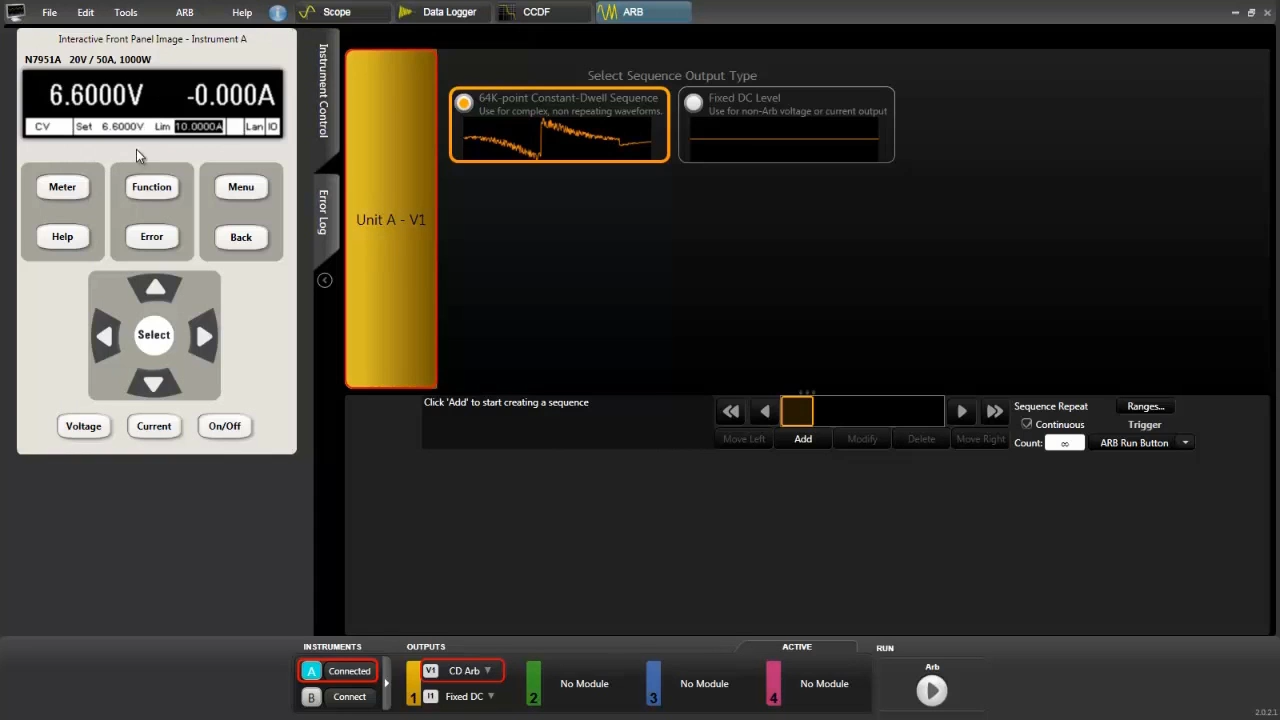 File Edit Tools ARB Help i Scope Data Logger CCDF ARB
Interactive Front Panel Image - Instrument A
N7951A 20V / 50A, 1000W
6.6000V -0.000A
CV Set 6.6000V Lim 10.0000A Lan IO
Meter Function Menu
Help Error Back
Select
Voltage Current On/Off
Instrument Control
Error Log
Unit A - V1
Select Sequence Output Type
64K-point Constant-Dwell Sequence
Use for complex, non repeating waveforms.
Fixed DC Level
Use for non-Arb voltage or current output
Click 'Add' to start creating a sequence
Move Left Add Modify Delete Move Right
Sequence Repeat Ranges...
Continuous Trigger
Count: ∞ ARB Run Button
INSTRUMENTS OUTPUTS ACTIVE RUN
A Connected
B Connect
1 V1 CD Arb
I1 Fixed DC
2 No Module
3 No Module
4 No Module
Arb
2.0.2.1